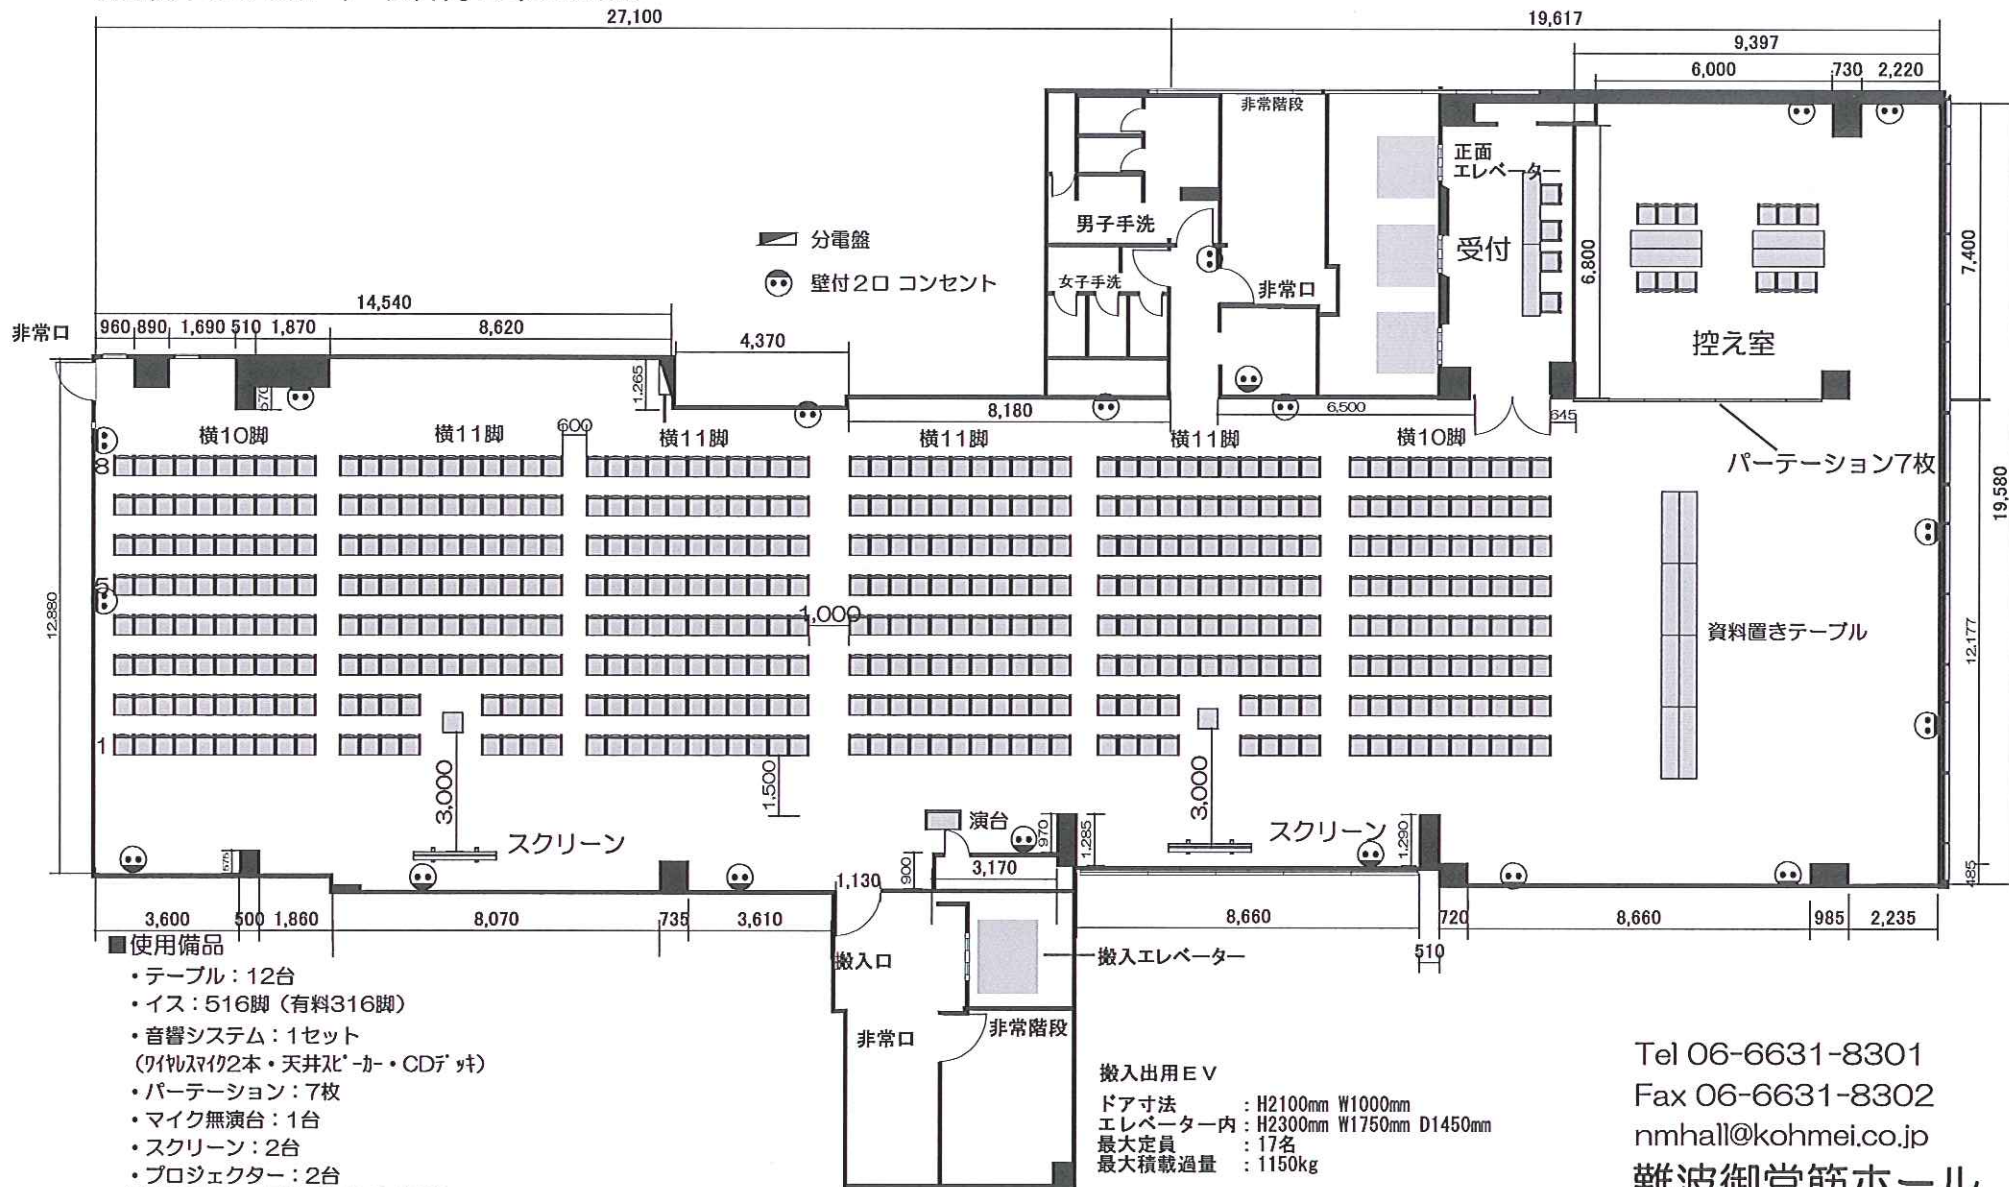 27,100
19,617
9,397
6,000
730
2,220
非常階段
正面
エレベーター
男子手洗
分電盤
受付
6,800
7,400
壁付2口 コンセント
女子手洗
非常口
14,540
非常口
960
890
1,690
510
1,870
8,620
4,370
控え室
1.265
570
8,180
6,500
645
600
横10脚
横11脚
横11脚
横11脚
横11脚
横10脚
パーテーション7枚
8
19,580
5
1,000
12.880
資料置きテーブル
12.177
1
3,000
1,500
3,000
スクリーン
演台
970
1.285
スクリーン
1.290
575
900
3,170
485
1,130
3,600
500
1,860
8,070
735
3,610
8,660
720
8,660
985
2,235
510
■使用備品
・テーブル：12台
・イス：516脚（有料316脚）
・音響システム：1セット
（ﾜｲﾔﾚｽﾏｲｸ2本・天井ｽﾋﾟｰｶｰ・CDﾃﾞｯｷ）
・パーテーション：7枚
・マイク無演台：1台
・スクリーン：2台
・プロジェクター：2台
搬入口
搬入エレベーター
非常口
非常階段
搬入出用EV
ドア寸法 ：H2100mm W1000mm
エレベーター内：H2300mm W1750mm D1450mm
最大定員 ：17名
最大積載過量 ：1150kg
Tel 06-6631-8301
Fax 06-6631-8302
nmhall@kohmei.co.jp
難波御堂筋ホール